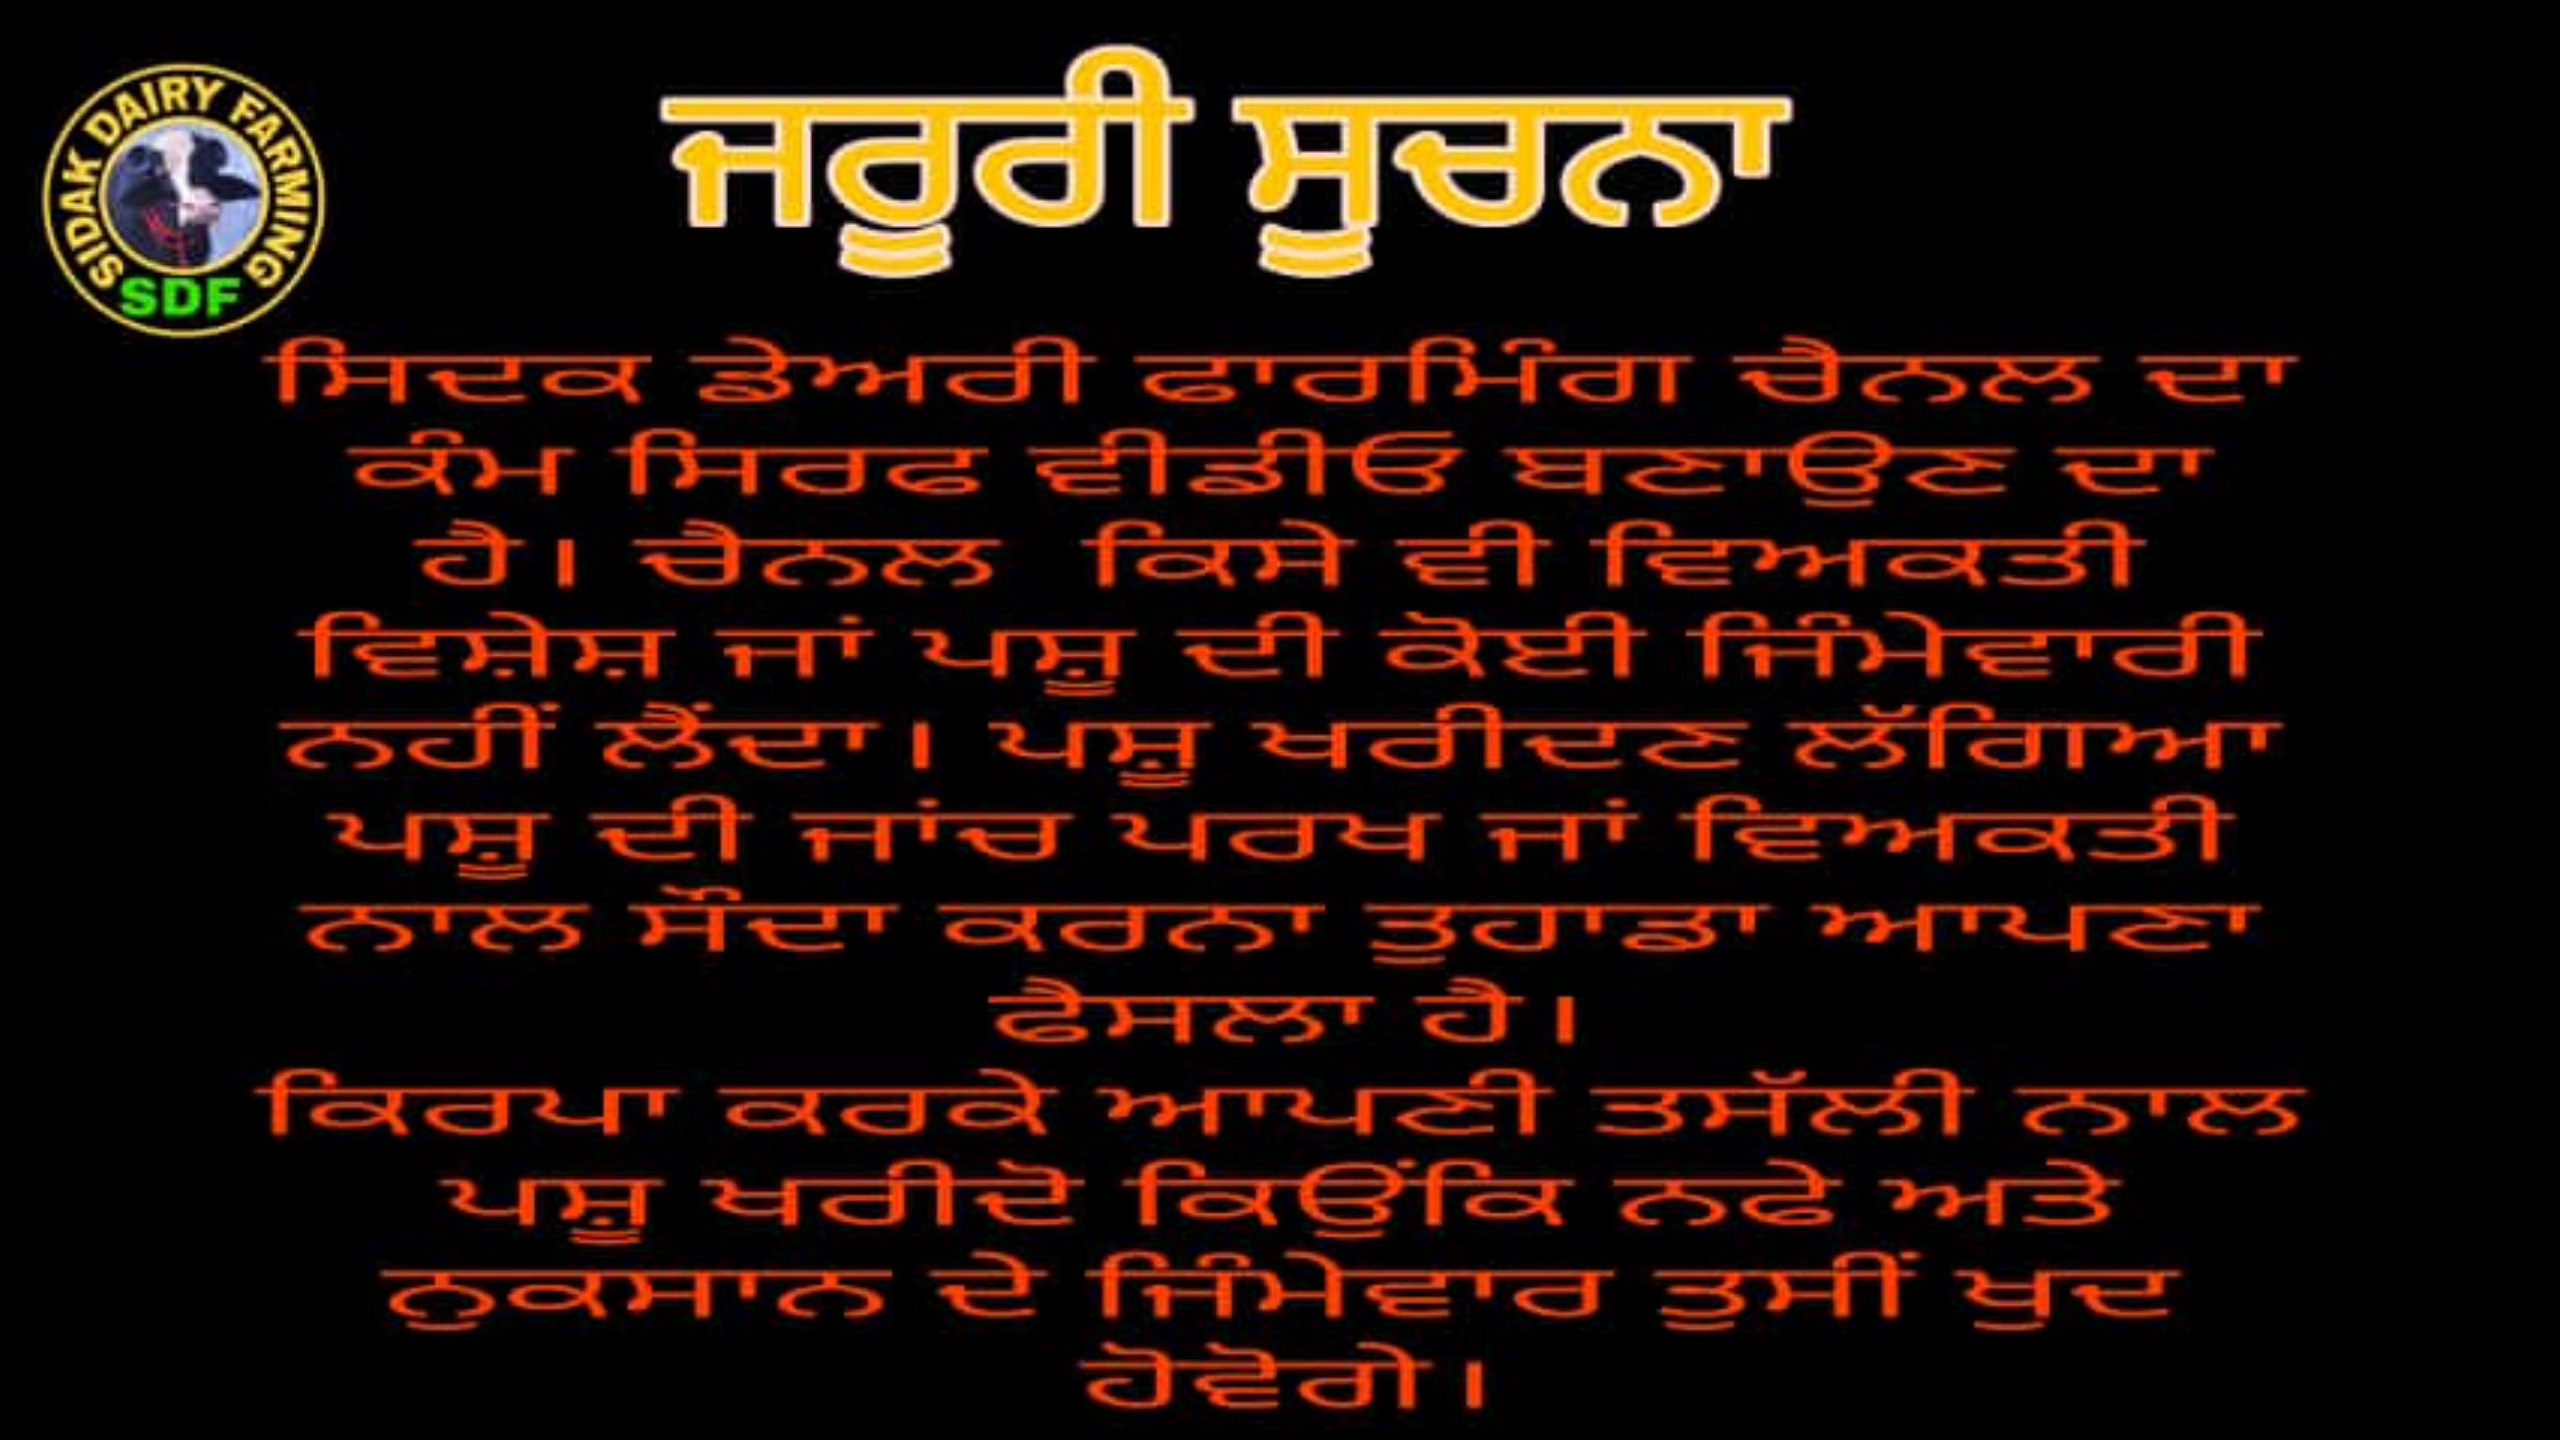 SIDAK DAIRY FARMING
SDF
ਜਰੂਰੀ ਸੂਚਨਾ
ਸਿਦਕ ਡੇਅਰੀ ਫਾਰਮਿੰਗ ਚੈਨਲ ਦਾ
ਕੰਮ ਸਿਰਫ ਵੀਡੀਓ ਬਣਾਉਣ ਦਾ
ਹੈ। ਚੈਨਲ ਕਿਸੇ ਵੀ ਵਿਅਕਤੀ
ਵਿਸ਼ੇਸ਼ ਜਾਂ ਪਸ਼ੂ ਦੀ ਕੋਈ ਜਿੰਮੇਵਾਰੀ
ਨਹੀਂ ਲੈਂਦਾ। ਪਸ਼ੂ ਖਰੀਦਣ ਲੱਗਿਆ
ਪਸ਼ੂ ਦੀ ਜਾਂਚ ਪਰਖ ਜਾਂ ਵਿਅਕਤੀ
ਨਾਲ ਸੌਦਾ ਕਰਨਾ ਤੁਹਾਡਾ ਆਪਣਾ
ਫੈਸਲਾ ਹੈ।
ਕਿਰਪਾ ਕਰਕੇ ਆਪਣੀ ਤਸੱਲੀ ਨਾਲ
ਪਸ਼ੂ ਖਰੀਦੋ ਕਿਉਂਕਿ ਨਫੇ ਅਤੇ
ਨੁਕਸਾਨ ਦੇ ਜਿੰਮੇਵਾਰ ਤੁਸੀਂ ਖੁਦ
ਹੋਵੋਗੇ।